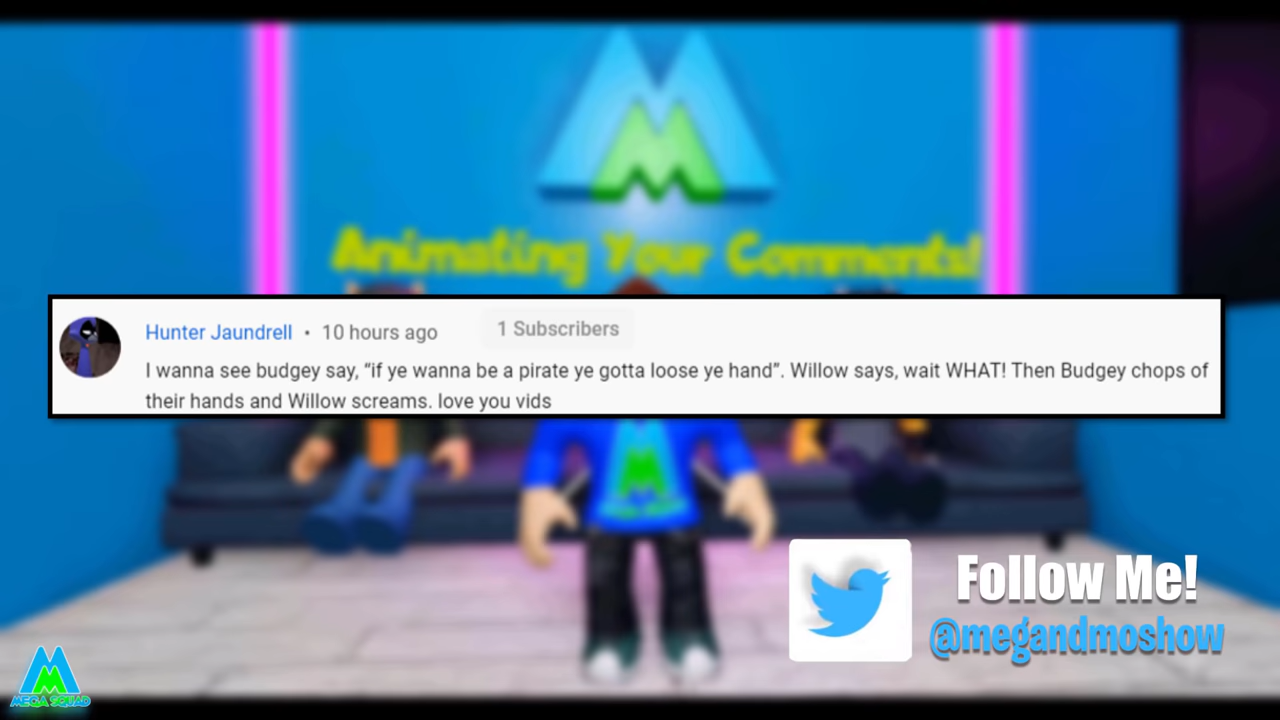 Animating Your Comments!
Hunter Jaundrell • 10 hours ago 1 Subscribers
I wanna see budgey say, “if ye wanna be a pirate ye gotta loose ye hand”. Willow says, wait WHAT! Then Budgey chops of
their hands and Willow screams. love you vids
Follow Me!
@megandmoshow
MEGA SQUAD